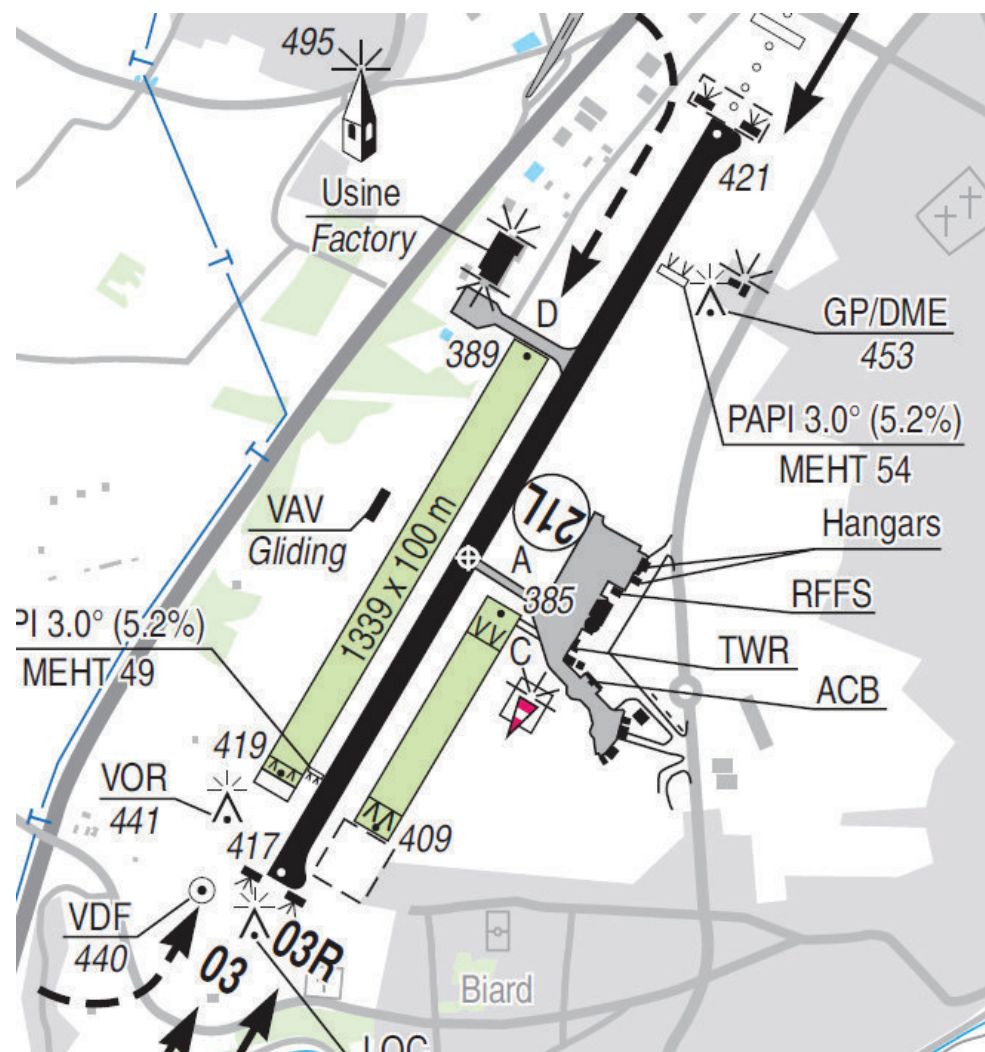 495
T
Usine
Factory
T
421
D
GP/DME
453
389
PAPI 3.0° (5.2%)
MEHT 54
T
VAV
Gliding
1339 x 100 m
21L
A
385
Hangars
RFFS
PI 3.0° (5.2%)
MEHT 49
C
TWR
ACB
419
VOR
441
T
417
409
VDF
440
03
03R
Biard
LOC